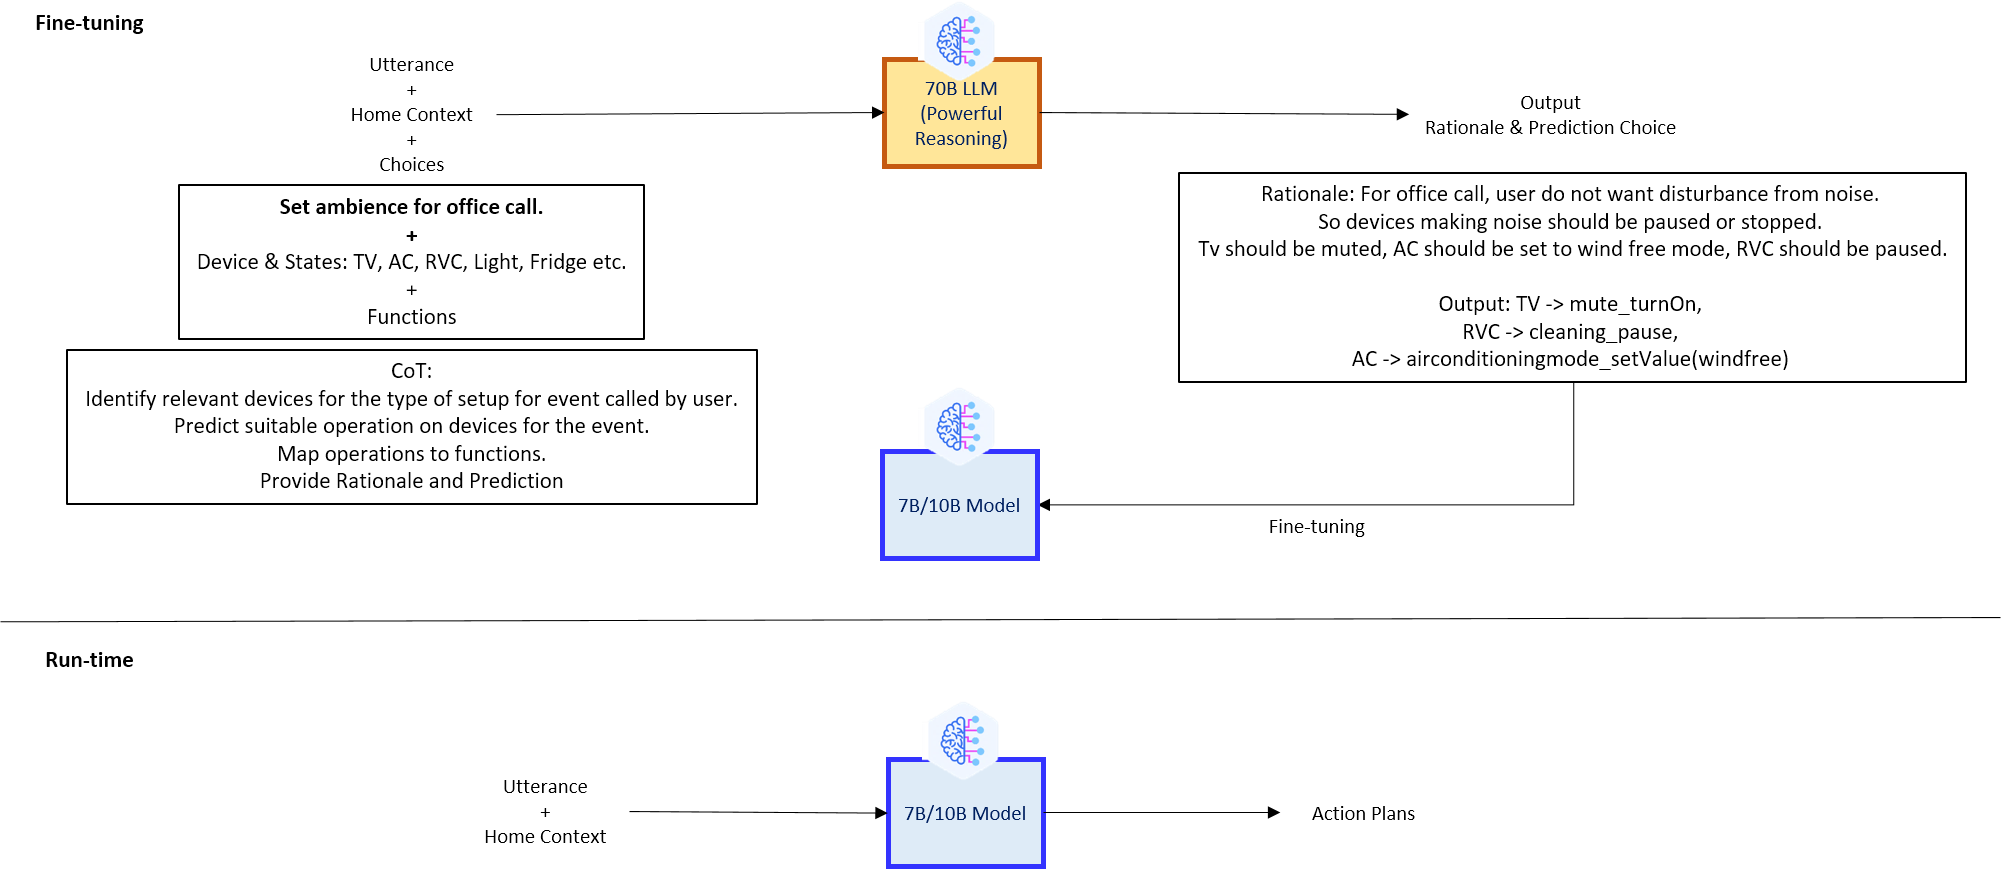 Fine-tuning
Utterance
+
Home Context
+
Choices
70B LLM
(Powerful
Reasoning)
Output
Rationale & Prediction Choice
Set ambience for office call.
+
Device & States: TV, AC, RVC, Light, Fridge etc.
+
Functions
Rationale: For office call, user do not want disturbance from noise.
So devices making noise should be paused or stopped.
Tv should be muted, AC should be set to wind free mode, RVC should be paused.
Output: TV -> mute_turnOn,
RVC -> cleaning_pause,
AC -> airconditioningmode_setValue(windfree)
CoT:
Identify relevant devices for the type of setup for event called by user.
Predict suitable operation on devices for the event.
Map operations to functions.
Provide Rationale and Prediction
7B/10B Model
Fine-tuning
Run-time
Utterance
+
Home Context
7B/10B Model
Action Plans